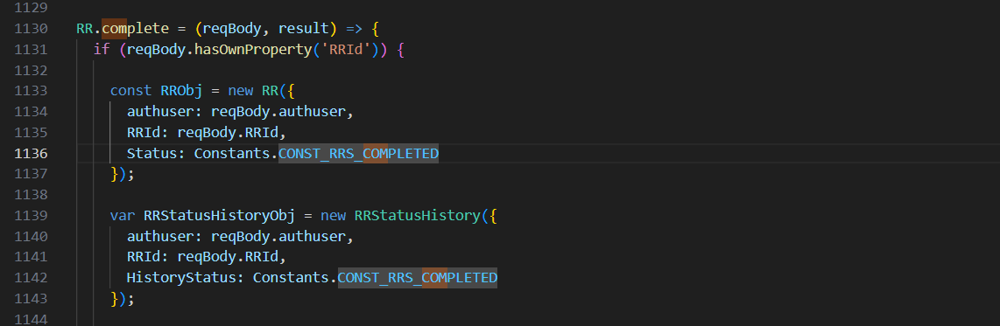 1129
1130 RR.complete = (reqBody, result) => {
1131 if (reqBody.hasOwnProperty('RRId')) {
1132
1133 const RRObj = new RR({
1134 authuser: reqBody.authuser,
1135 RRId: reqBody.RRId,
1136 Status: Constants.CONST_RRS_COMPLETED
1137 });
1138
1139 var RRStatusHistoryObj = new RRStatusHistory({
1140 authuser: reqBody.authuser,
1141 RRId: reqBody.RRId,
1142 HistoryStatus: Constants.CONST_RRS_COMPLETED
1143 });
1144